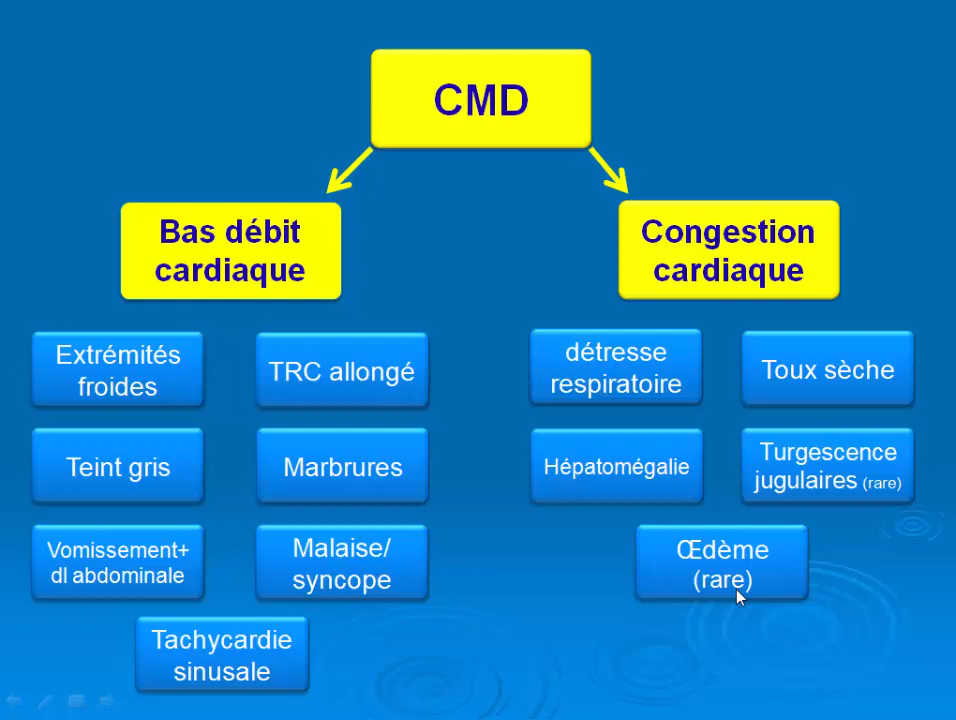 CMD
Bas débit
cardiaque
Extrémités
froides
TRC allongé
Teint gris
Marbrures
Vomissement+
dl abdominale
Malaise/
syncope
Tachycardie
sinusale
Congestion
cardiaque
détresse
respiratoire
Toux sèche
Hépatomégalie
Turgescence
jugulaires (rare)
Œdème
(rare)